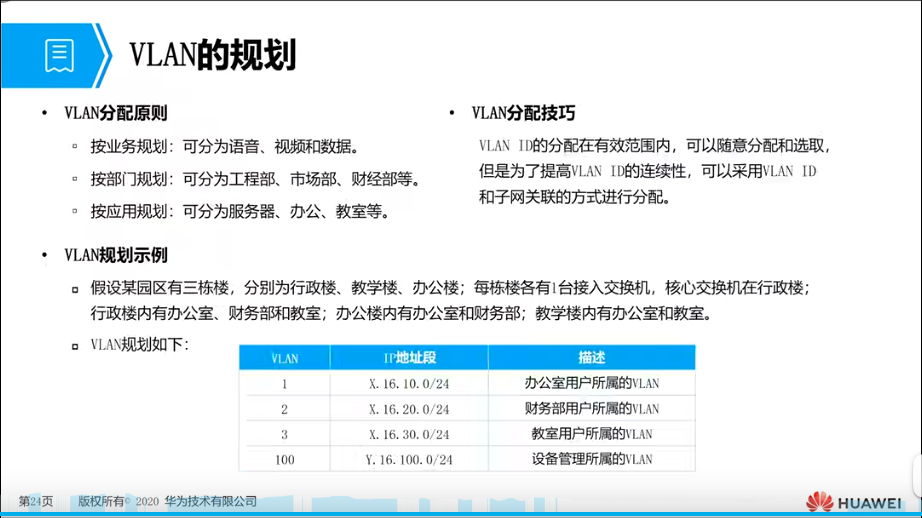 VLAN的规划
• VLAN分配原则
▫ 按业务规划：可分为语音、视频和数据。
▫ 按部门规划：可分为工程部、市场部、财经部等。
▫ 按应用规划：可分为服务器、办公、教室等。
• VLAN分配技巧
VLAN ID的分配在有效范围内，可以随意分配和选取，
但是为了提高VLAN ID的连续性，可以采用VLAN ID
和子网关联的方式进行分配。
• VLAN规划示例
▫ 假设某园区有三栋楼，分别为行政楼、教学楼、办公楼；每栋楼各有1台接入交换机，核心交换机在行政楼；
行政楼内有办公室、财务部和教室；办公楼内有办公室和财务部；教学楼内有办公室和教室。
▫ VLAN规划如下：
VLAN IP地址段 描述
1 X.16.10.0/24 办公室用户所属的VLAN
2 X.16.20.0/24 财务部用户所属的VLAN
3 X.16.30.0/24 教室用户所属的VLAN
100 Y.16.100.0/24 设备管理所属的VLAN
第24页 版权所有© 2020 华为技术有限公司
HUAWEI